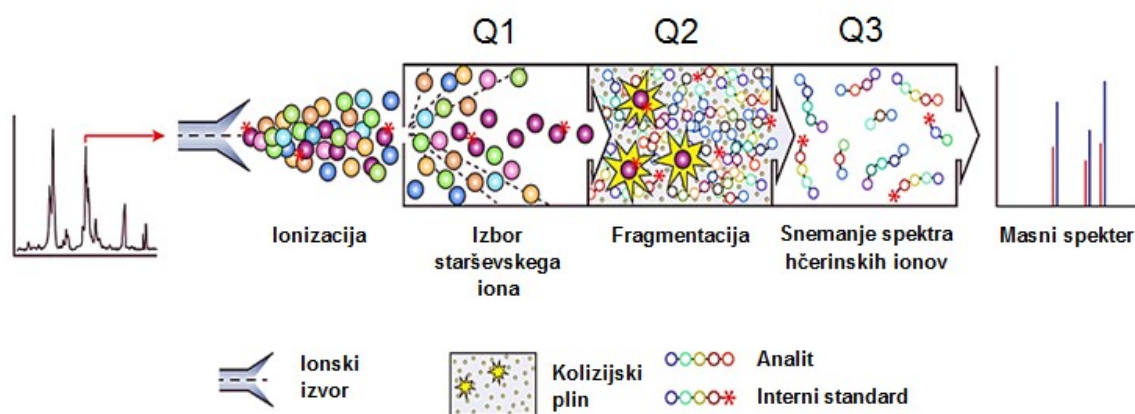 Q1
Q2
Q3
Ionizacija
Izbor
starševskega
iona
Fragmentacija
Snemanje spektra
hčerinskih ionov
Masni spekter
Ionski
izvor
Kolizijski
plin
Analit
Interni standard